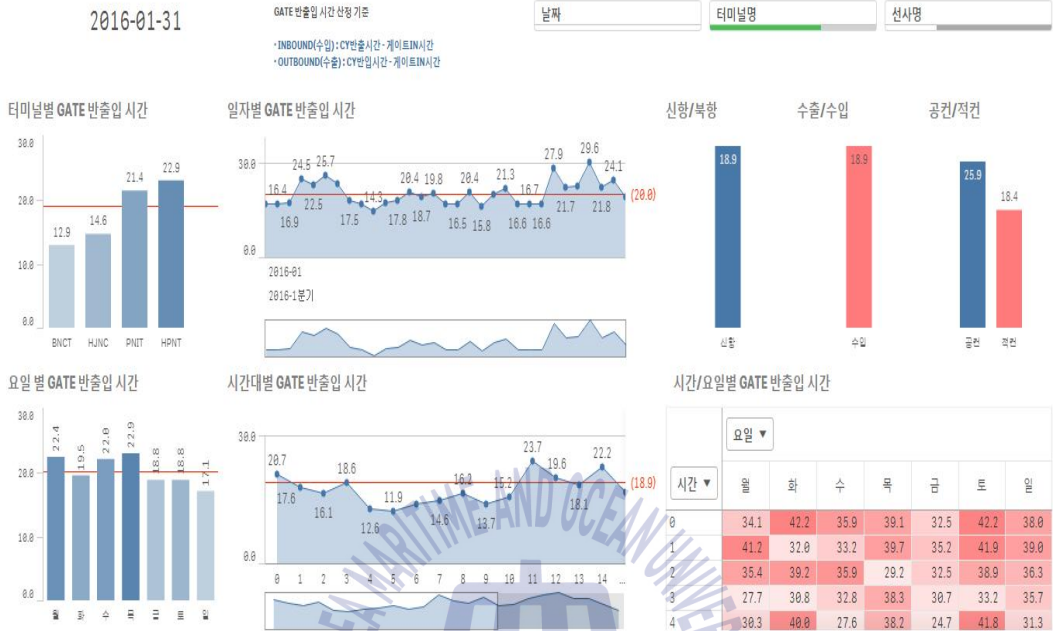 2016-01-31
GATE 반출입 시간 산정 기준
·INBOUND(수입) : CY반출시간 - 게이트IN시간
·OUTBOUND(수출) : CY반입시간 - 게이트IN시간
날짜
터미널명
선사명
터미널별 GATE 반출입 시간
30.0
20.0
10.0
0.0
12.9
14.6
21.4
22.9
BNCT HJNC PNIT HPNT
일자별 GATE 반출입 시간
30.0
0.0
16.4 16.9 24.5 22.5 25.7 17.5 14.3 17.8 20.4 18.7 19.8 16.5 20.4 15.8 21.3 16.6 16.7 16.6 27.9 21.7 29.6 21.8 24.1
(20.0)
2016-01
2016-1분기
신항/북항
18.9
신항
수출/수입
18.9
수입
공컨/적컨
25.9
18.4
공컨 적컨
요일 별 GATE 반출입 시간
30.0
20.0
10.0
0.0
22.4 19.5 22.0 22.9 18.8 18.8 17.1
월 화 수 목 금 토 일
시간대별 GATE 반출입 시간
30.0
0.0
20.7 17.6 16.1 18.6 12.6 11.9 14.6 16.2 13.7 15.2 23.7 19.6 18.1 22.2
(18.9)
0 1 2 3 4 5 6 7 8 9 10 11 12 13 14 ...
시간/요일별 GATE 반출입 시간
요일 ▼
시간 ▼ 월 화 수 목 금 토 일
0 34.1 42.2 35.9 39.1 32.5 42.2 38.0
1 41.2 32.0 33.2 39.7 35.2 41.9 39.0
2 35.4 39.2 35.9 29.2 32.5 38.9 36.3
3 27.7 30.8 32.8 38.3 30.7 33.2 35.7
4 30.3 40.0 27.6 38.2 24.7 41.8 31.3